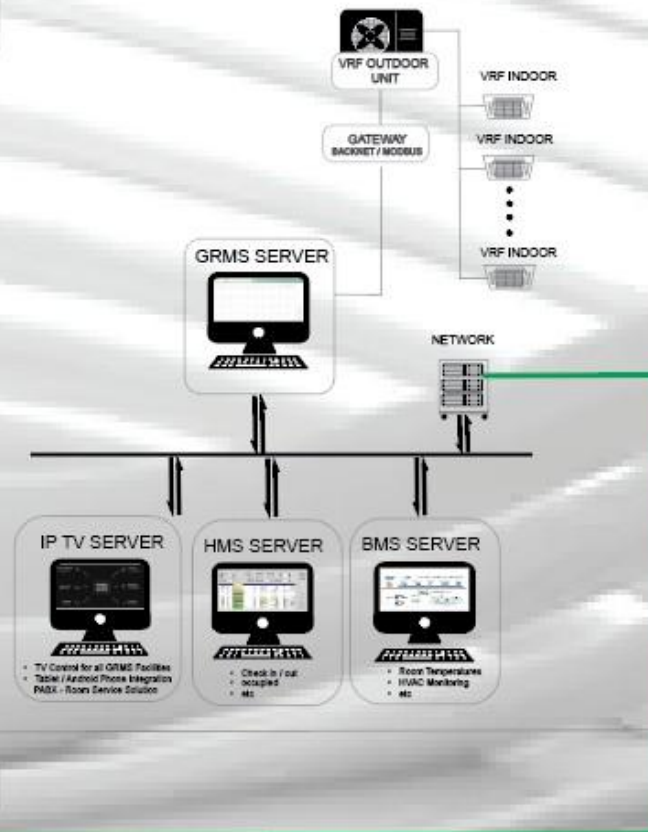 VRF OUTDOOR
UNIT
VRF INDOOR
GATEWAY
BACKNET / MODBUS
VRF INDOOR
VRF INDOOR
GRMS SERVER
NETWORK
IP TV SERVER
• TV Control for all GRMS Facilities
• Tablet / Android Phone Integration
PABX - Room Service Solution
HMS SERVER
• Check in / out
• occupied
• etc
BMS SERVER
• Room Temperatures
• HVAC Monitoring
• etc